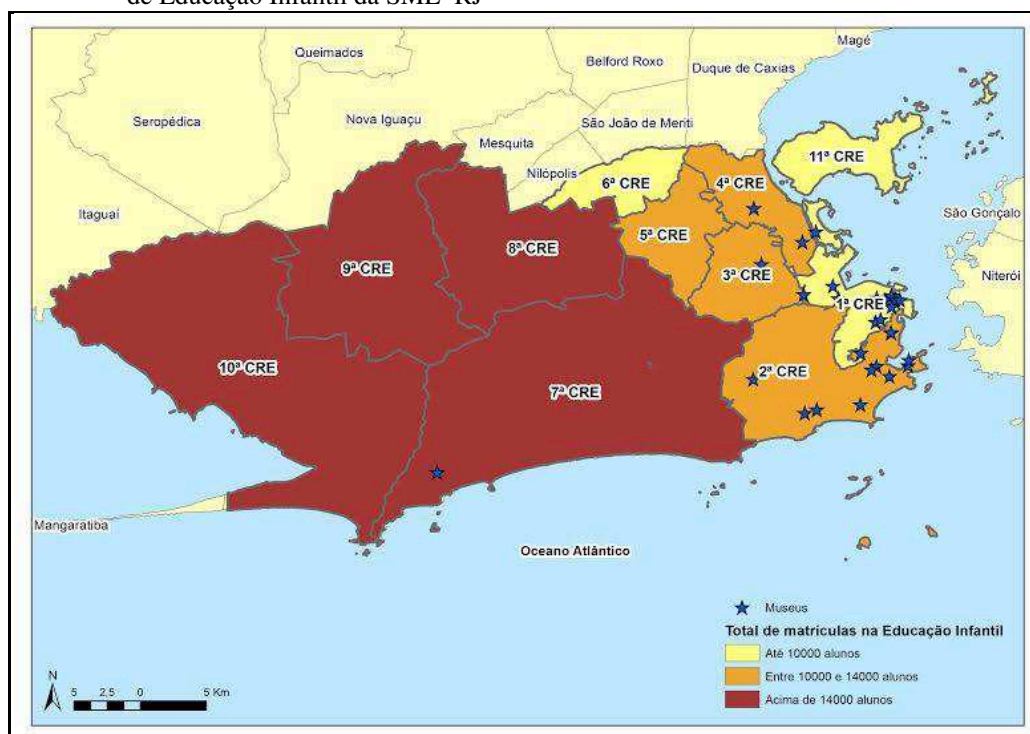 de Educação Infantil da SME RJ
Magé
Queimados
Belford Roxo
Duque de Caxias
Seropédica
Nova Iguaçu
São João de Meriti
Mesquita
Nilópolis
11ª CRE
6ª CRE
4ª CRE
Itaguaí
São Gonçalo
5ª CRE
8ª CRE
9ª CRE
3ª CRE
Niterói
1ª CRE
10ª CRE
2ª CRE
7ª CRE
Mangaratiba
Oceano Atlântico
Museus
Total de matrículas na Educação Infantil
Até 10000 alunos
Entre 10000 e 14000 alunos
Acima de 14000 alunos
N
5 2,5 0 5 Km